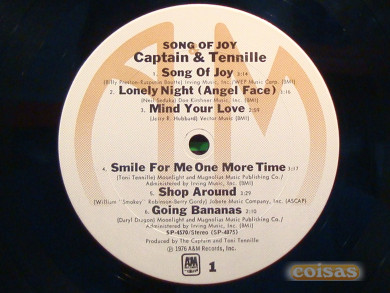 SONG OF JOY
Captain & Tennille
1. Song Of Joy 3:14
(Billy Preston-Rucquain Bourtte) Irving Music, Inc./WEP Music Corp. (BMI)
2. Lonely Night (Angel Face) 3:16
(Neil Sedaka) Don Kirshner Music, Inc. (BMI)
3. Mind Your Love 2:59
(Jerry R. Hubbard) Vector Music (BMI)
4. Smile For Me One More Time 3:17
(Toni Tennille) Moonlight and Magnolias Music Publishing Co./
Administered by Irving Music, Inc. (BMI)
5. Shop Around 3:29
(William "Smokey" Robinson-Berry Gordy) Jobete Music Company, Inc. (ASCAP)
6. Going Bananas 2:10
(Daryl Dragon) Moonlight and Magnolias Music Publishing Co./
Administered by Irving Music, Inc. (BMI)
SP-4570/Stereo (SP-4875)
Produced by The Captain and Toni Tennille
℗ 1976 A&M Records, Inc.
A&M
1
coisas